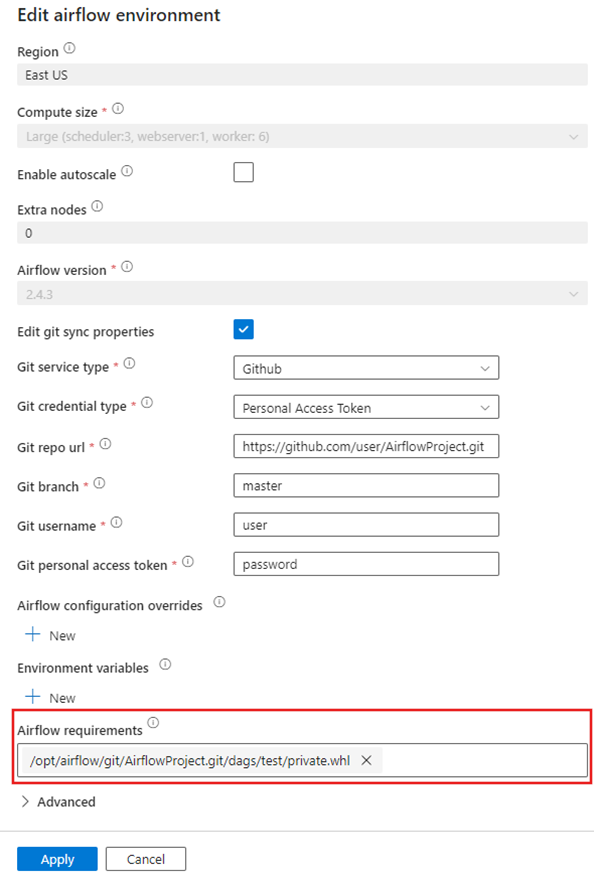 Edit airflow environment
Region
East US
Compute size *
Large (scheduler:3, webserver:1, worker: 6)
Enable autoscale
Extra nodes
0
Airflow version *
2.4.3
Edit git sync properties
Git service type *
Github
Git credential type *
Personal Access Token
Git repo url *
https://github.com/user/AirflowProject.git
Git branch *
master
Git username *
user
Git personal access token *
password
Airflow configuration overrides
New
Environment variables
New
Airflow requirements
/opt/airflow/git/AirflowProject.git/dags/test/private.whl
Advanced
Apply Cancel